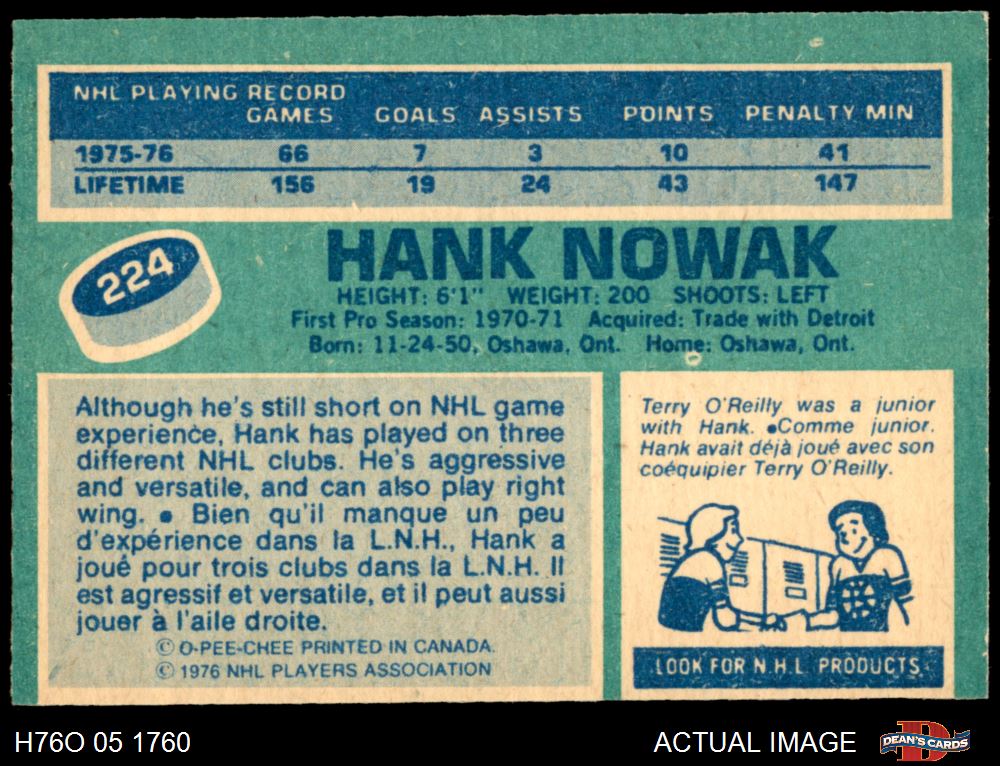 NHL PLAYING RECORD
GAMES GOALS ASSISTS POINTS PENALTY MIN
1975-76 66 7 3 10 41
LIFETIME 156 19 24 43 147
224
HANK NOWAK
HEIGHT: 6'1" WEIGHT: 200 SHOOTS: LEFT
First Pro Season: 1970-71 Acquired: Trade with Detroit
Born: 11-24-50, Oshawa, Ont. Home: Oshawa, Ont.
Although he's still short on NHL game
experience, Hank has played on three
different NHL clubs. He's aggressive
and versatile, and can also play right
wing. • Bien qu'il manque un peu
d'expérience dans la L.N.H., Hank a
joué pour trois clubs dans la L.N.H. Il
est agressif et versatile, et il peut aussi
jouer à l'aile droite.
© O-PEE-CHEE PRINTED IN CANADA.
© 1976 NHL PLAYERS ASSOCIATION
Terry O'Reilly was a junior
with Hank. •Comme junior,
Hank avait déjà joué avec son
coéquipier Terry O'Reilly.
LOOK FOR N.H.L. PRODUCTS.
H76O 05 1760
ACTUAL IMAGE
DEAN'S CARDS